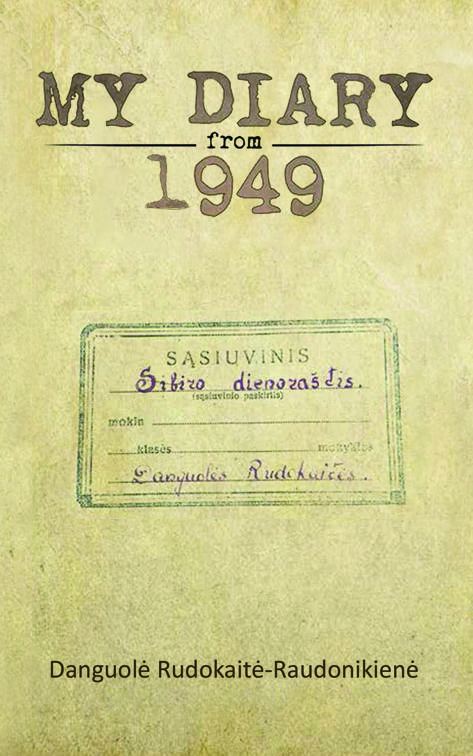 MY DIARY
from
1949
SĄSIUVINIS
Sibiro dienoraštis.
(sąsiuvinio paskirtis)
mokin
klasės mokyklos
Danguolės Rudokaitės.
Danguolė Rudokaitė-Raudonikienė